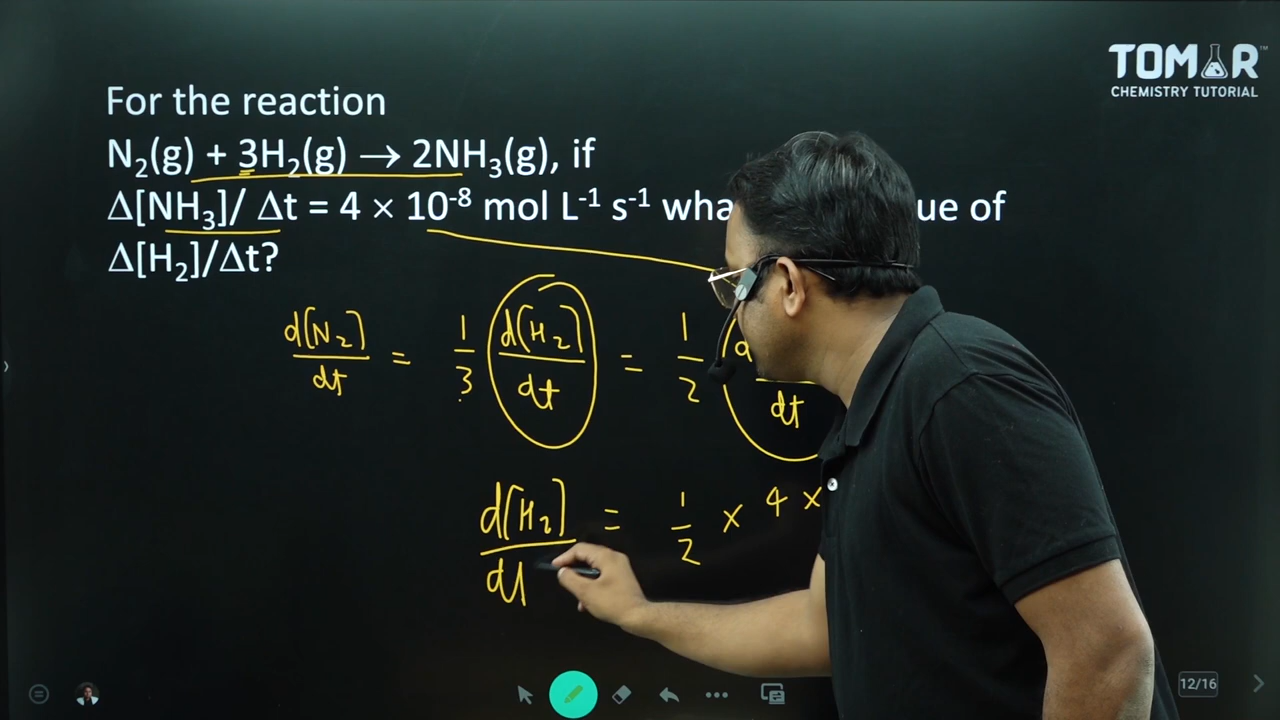 TOMAR™
CHEMISTRY TUTORIAL
For the reaction
N₂(g) + 3H₂(g) → 2NH₃(g), if
Δ[NH₃]/ Δt = 4 × 10⁻⁸ mol L⁻¹ s⁻¹ wha ue of
Δ[H₂]/Δt?
d[N₂]/dt = 1/3 d[H₂]/dt = 1/2 d /dt
d[H₂]/dt = 1/2 × 4 ×
12/16